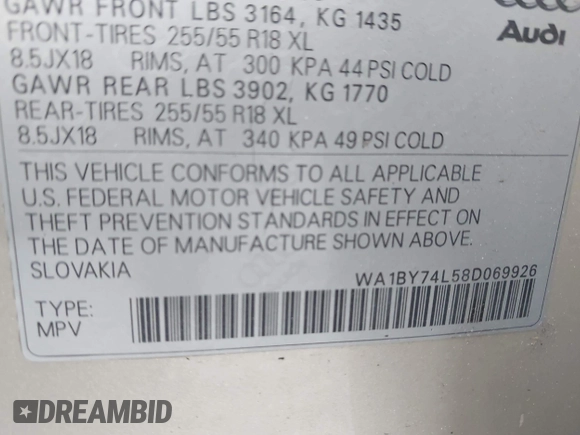 GAWR FRONT LBS 3164, KG 1435
FRONT-TIRES 255/55 R18 XL
8.5JX18 RIMS, AT 300 KPA 44 PSI COLD
GAWR REAR LBS 3902, KG 1770
REAR-TIRES 255/55 R18 XL
8.5JX18 RIMS, AT 340 KPA 49 PSI COLD
Audi
THIS VEHICLE CONFORMS TO ALL APPLICABLE
U.S. FEDERAL MOTOR VEHICLE SAFETY AND
THEFT PREVENTION STANDARDS IN EFFECT ON
THE DATE OF MANUFACTURE SHOWN ABOVE.
SLOVAKIA
WA1BY74L58D069926
TYPE:
MPV
DREAMBID